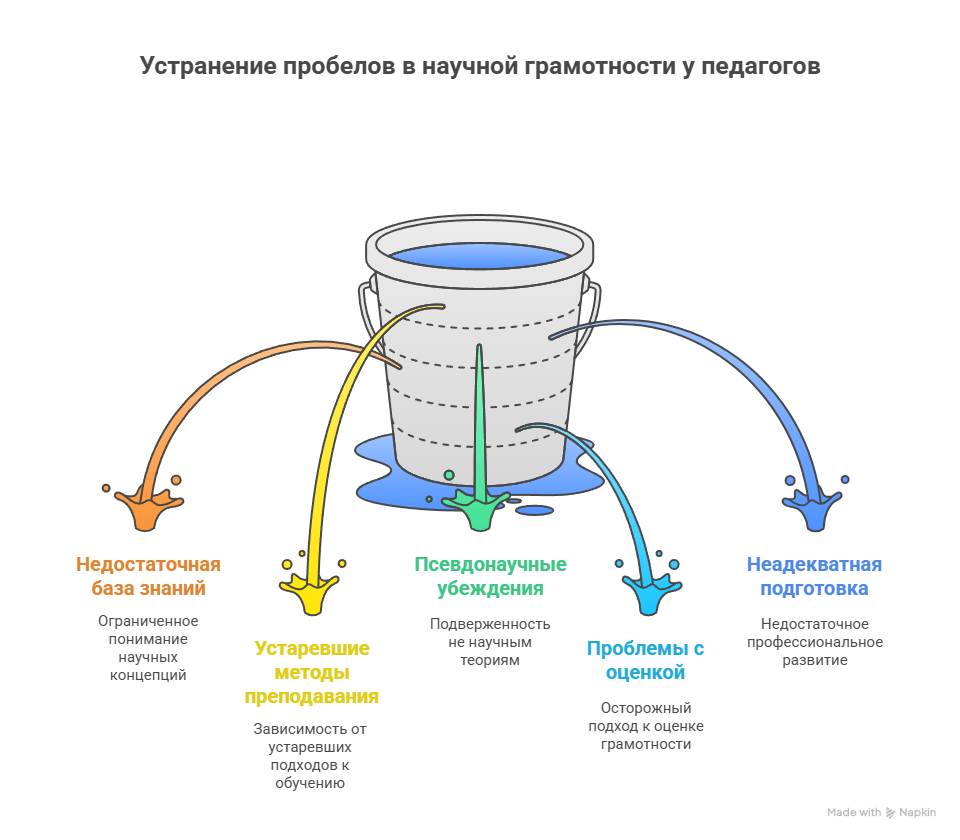 Устранение пробелов в научной грамотности у педагогов
Недостаточная
база знаний
Ограниченное
понимание
научных
концепций
Устаревшие
методы
преподавания
Зависимость от
устаревших
подходов к
обучению
Псевдонаучные
убеждения
Подверженность
не научным
теориям
Проблемы с
оценкой
Осторожный
подход к оценке
грамотности
Неадекватная
подготовка
Недостаточное
профессиональное
развитие
Made with Napkin